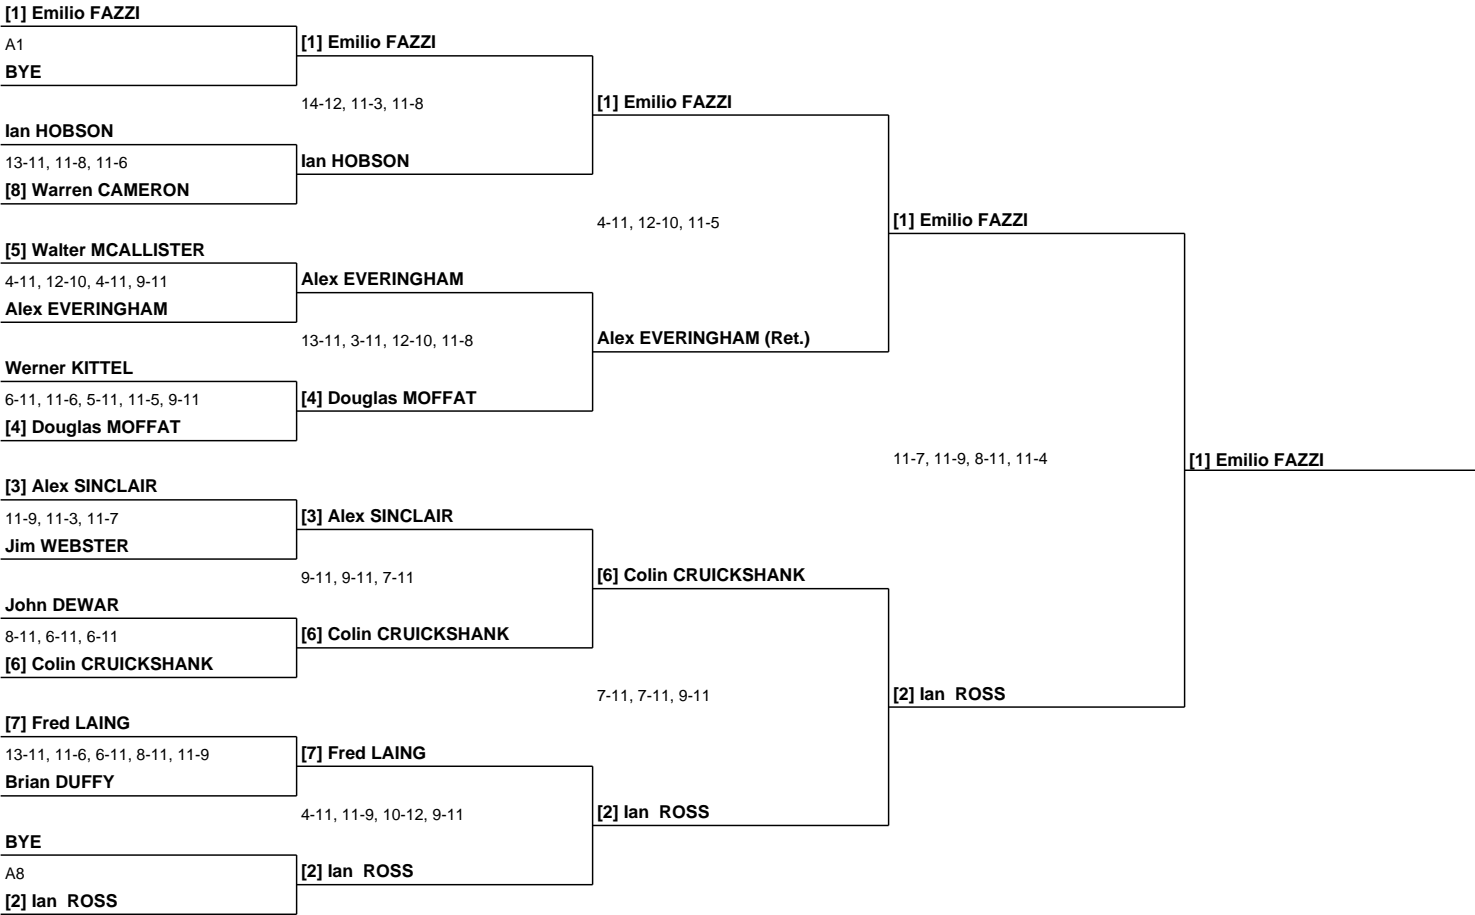 [1] Emilio FAZZI
A1
BYE
Ian HOBSON
13-11, 11-8, 11-6
[8] Warren CAMERON
[5] Walter MCALLISTER
4-11, 12-10, 4-11, 9-11
Alex EVERINGHAM
Werner KITTEL
6-11, 11-6, 5-11, 11-5, 9-11
[4] Douglas MOFFAT
[3] Alex SINCLAIR
11-9, 11-3, 11-7
Jim WEBSTER
John DEWAR
8-11, 6-11, 6-11
[6] Colin CRUICKSHANK
[7] Fred LAING
13-11, 11-6, 6-11, 8-11, 11-9
Brian DUFFY
BYE
A8
[2] Ian  ROSS
[1] Emilio FAZZI
14-12, 11-3, 11-8
Ian HOBSON
Alex EVERINGHAM
13-11, 3-11, 12-10, 11-8
[4] Douglas MOFFAT
[3] Alex SINCLAIR
9-11, 9-11, 7-11
[6] Colin CRUICKSHANK
[7] Fred LAING
4-11, 11-9, 10-12, 9-11
[2] Ian  ROSS
[1] Emilio FAZZI
4-11, 12-10, 11-5
Alex EVERINGHAM (Ret.)
[6] Colin CRUICKSHANK
7-11, 7-11, 9-11
[2] Ian  ROSS
[1] Emilio FAZZI
11-7, 11-9, 8-11, 11-4
[2] Ian  ROSS
[1] Emilio FAZZI